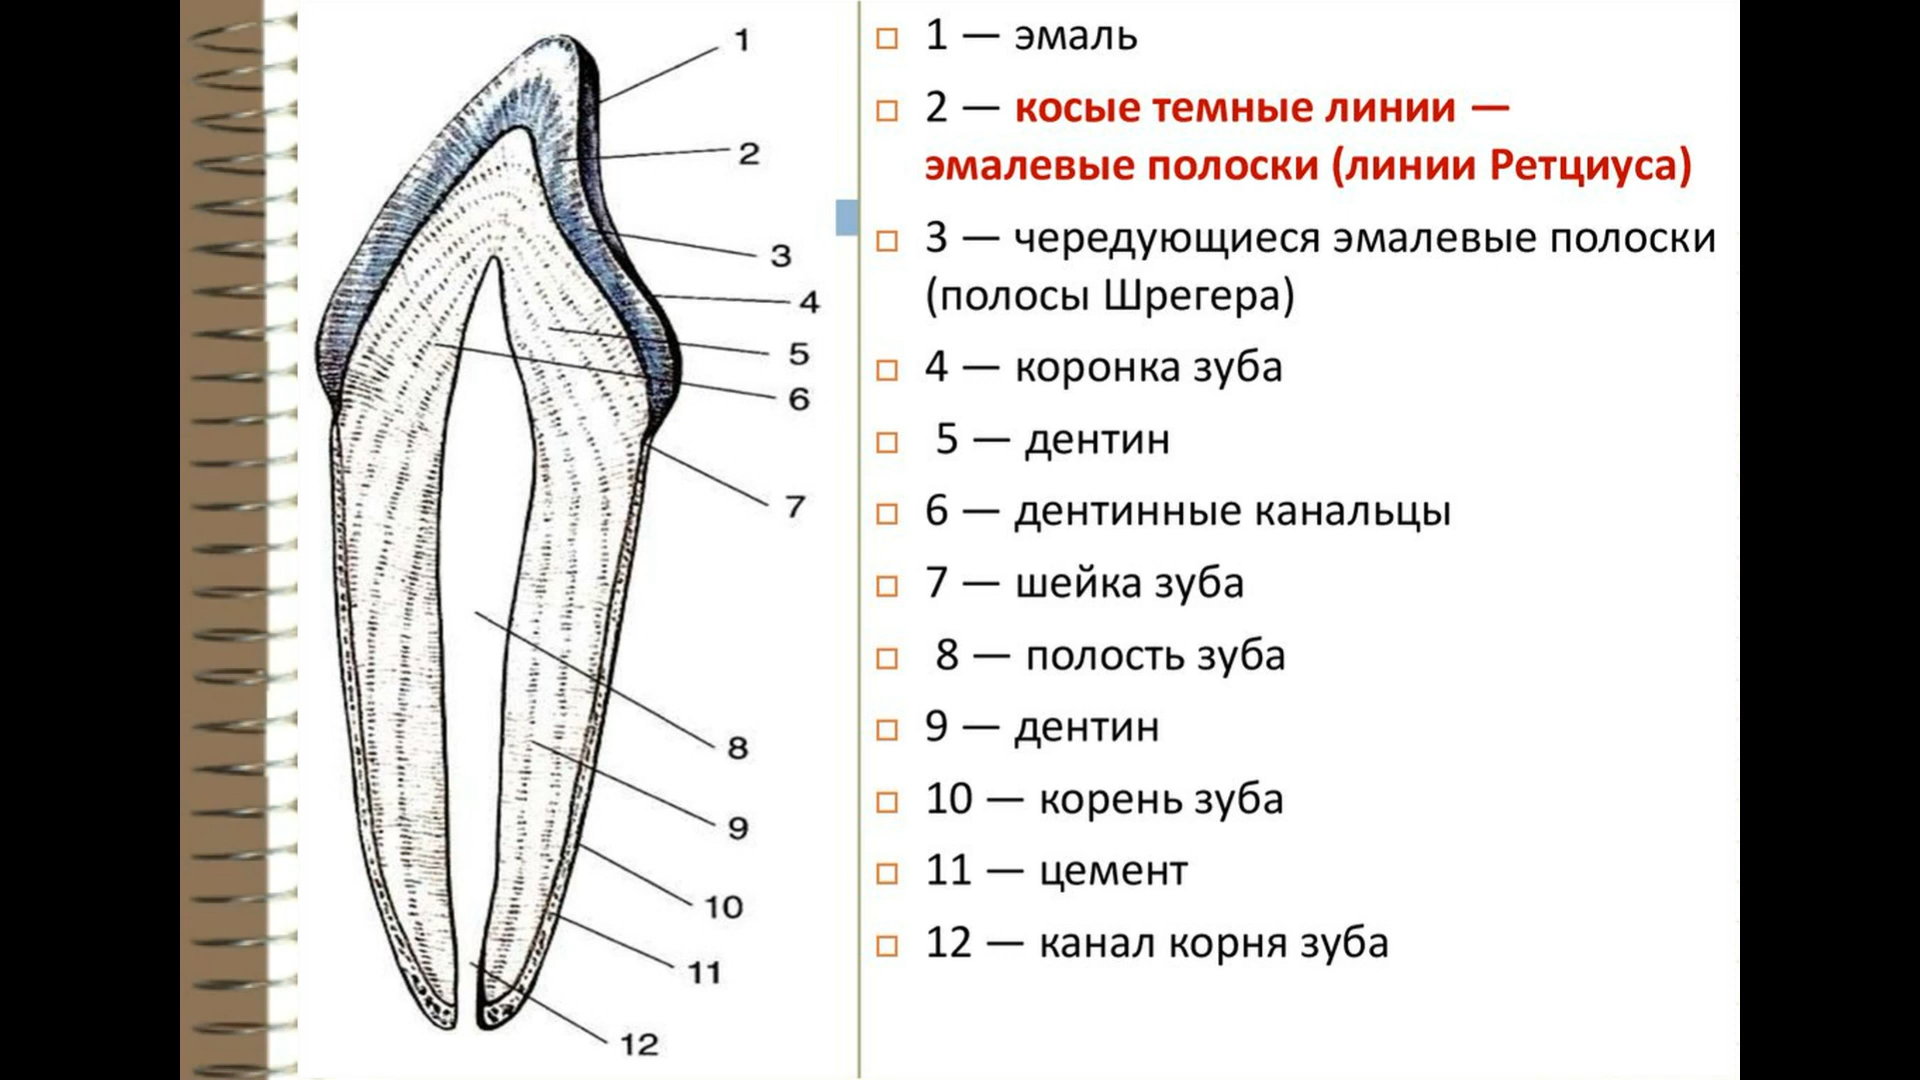 1
2
3
4
5
6
7
8
9
10
11
12
1 — эмаль
2 — косые темные линии —
эмалевые полоски (линии Ретциуса)
3 — чередующиеся эмалевые полоски
(полосы Шрегера)
4 — коронка зуба
5 — дентин
6 — дентинные канальцы
7 — шейка зуба
8 — полость зуба
9 — дентин
10 — корень зуба
11 — цемент
12 — канал корня зуба